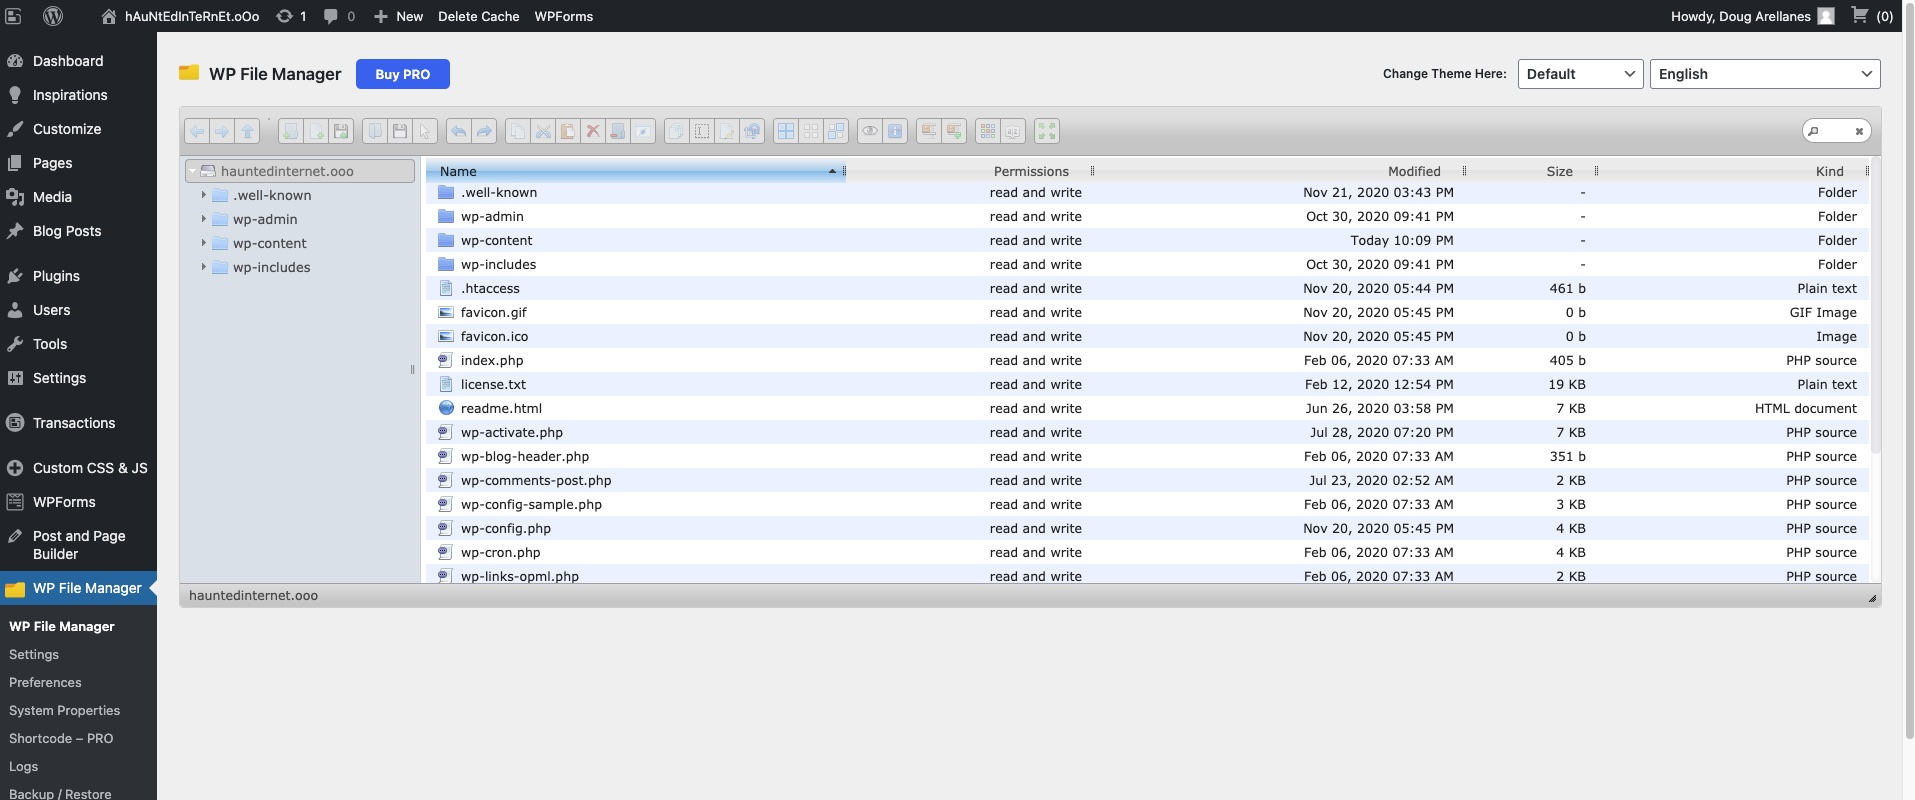 hAuNtEdInTeRnEt.oOo 1 0 New Delete Cache WPForms Howdy, Doug Arellanes (0)
Dashboard
Inspirations
Customize
Pages
Media
Blog Posts
Plugins
Users
Tools
Settings
Transactions
Custom CSS & JS
WPForms
Post and Page
Builder
WP File Manager
WP File Manager
Settings
Preferences
System Properties
Shortcode – PRO
Logs
Backup / Restore
WP File Manager Buy PRO Change Theme Here: Default English
hauntedinternet.ooo
.well-known
wp-admin
wp-content
wp-includes
Name Permissions Modified Size Kind
.well-known read and write Nov 21, 2020 03:43 PM - Folder
wp-admin read and write Oct 30, 2020 09:41 PM - Folder
wp-content read and write Today 10:09 PM - Folder
wp-includes read and write Oct 30, 2020 09:41 PM - Folder
.htaccess read and write Nov 20, 2020 05:44 PM 461 b Plain text
favicon.gif read and write Nov 20, 2020 05:45 PM 0 b GIF Image
favicon.ico read and write Nov 20, 2020 05:45 PM 0 b Image
index.php read and write Feb 06, 2020 07:33 AM 405 b PHP source
license.txt read and write Feb 12, 2020 12:54 PM 19 KB Plain text
readme.html read and write Jun 26, 2020 03:58 PM 7 KB HTML document
wp-activate.php read and write Jul 28, 2020 07:20 PM 7 KB PHP source
wp-blog-header.php read and write Feb 06, 2020 07:33 AM 351 b PHP source
wp-comments-post.php read and write Jul 23, 2020 02:52 AM 2 KB PHP source
wp-config-sample.php read and write Feb 06, 2020 07:33 AM 3 KB PHP source
wp-config.php read and write Nov 20, 2020 05:45 PM 4 KB PHP source
wp-cron.php read and write Feb 06, 2020 07:33 AM 4 KB PHP source
wp-links-opml.php read and write Feb 06, 2020 07:33 AM 2 KB PHP source
hauntedinternet.ooo